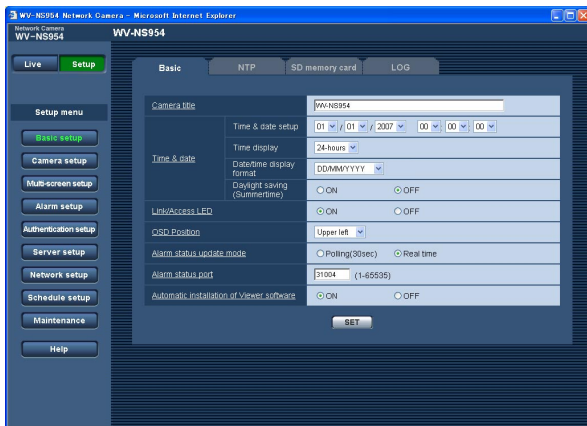 WV-NS954 Network Camera - Microsoft Internet Explorer
Network Camera
WV-NS954
WV-NS954
Live Setup
Basic NTP SD memory card LOG
Setup menu
Basic setup
Camera setup
Multi-screen setup
Alarm setup
Authentication setup
Server setup
Network setup
Schedule setup
Maintenance
Help
Camera title WV-NS954
Time & date
Time & date setup 01 / 01 / 2007 00 : 00 : 00
Time display 24-hours
Date/time display format DD/MM/YYYY
Daylight saving (Summertime) ON OFF
Link/Access LED ON OFF
OSD Position Upper left
Alarm status update mode Polling(30sec) Real time
Alarm status port 31004 (1-65535)
Automatic installation of Viewer software ON OFF
SET